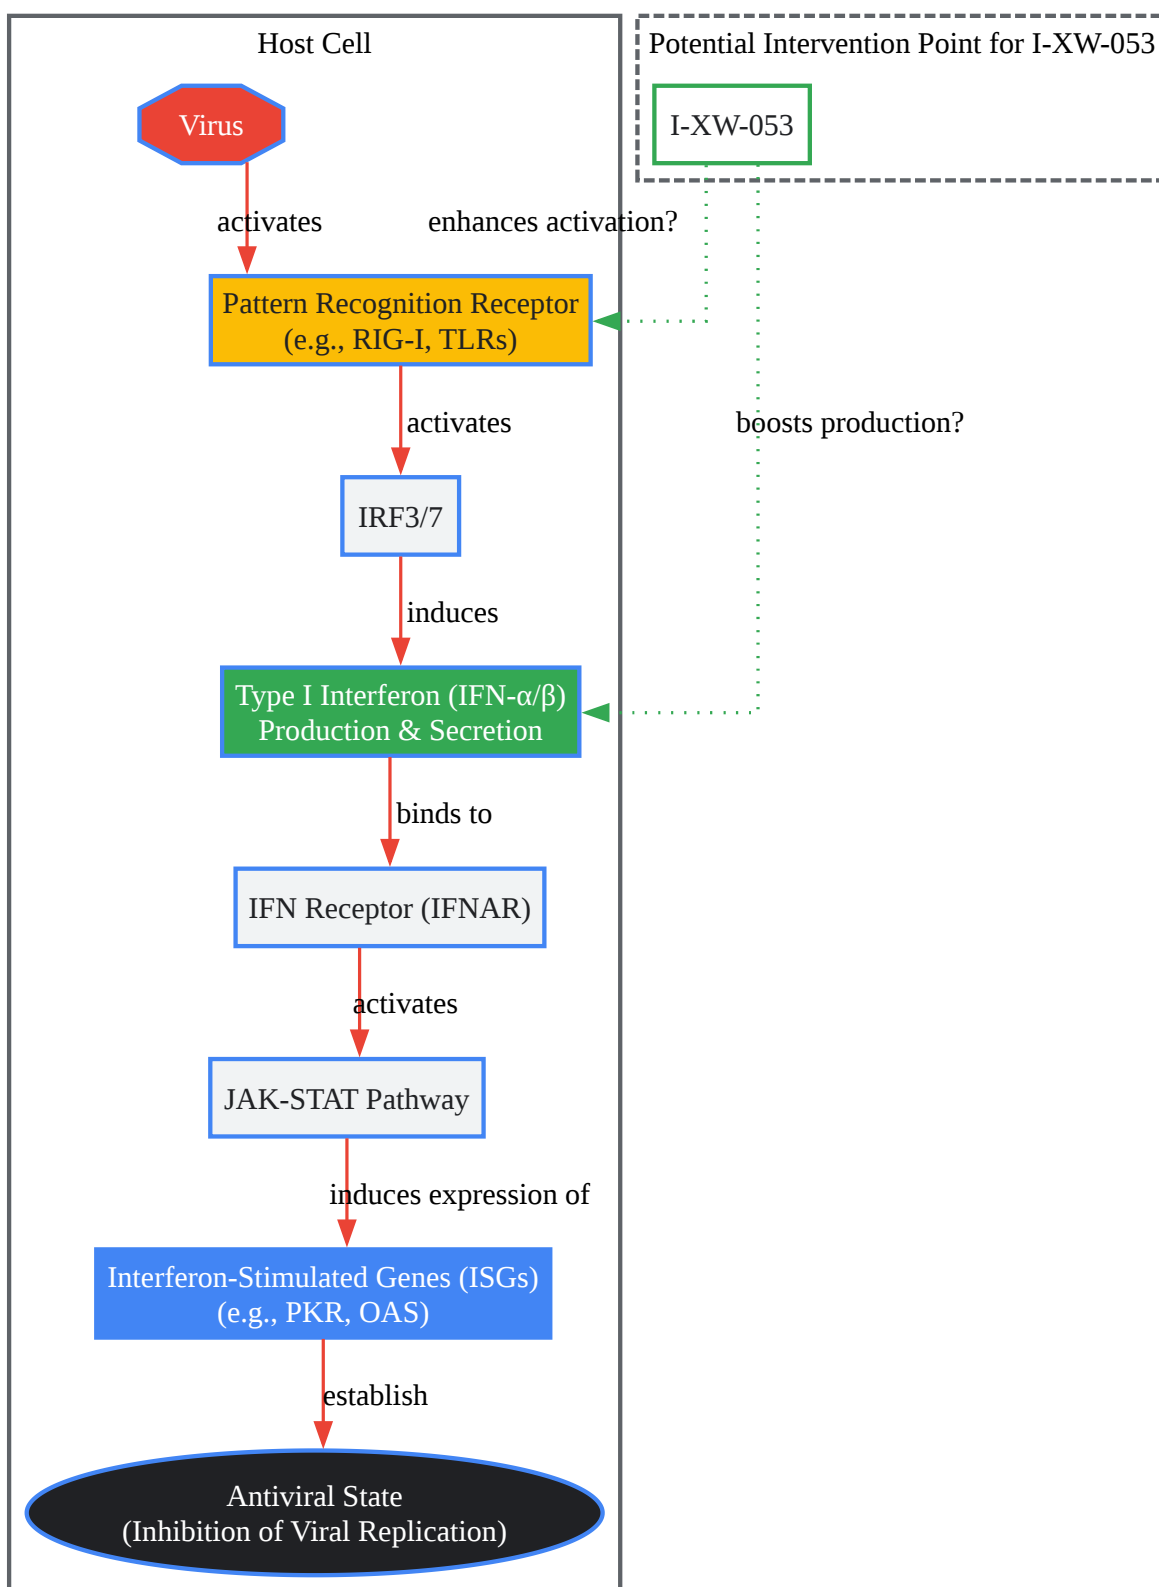 Host Cell
Potential Intervention Point for I-XW-053
Virus
I-XW-053
activates
enhances activation?
Pattern Recognition Receptor
(e.g., RIG-I, TLRs)
activates
boosts production?
IRF3/7
induces
Type I Interferon (IFN-α/β)
Production & Secretion
binds to
IFN Receptor (IFNAR)
activates
JAK-STAT Pathway
induces expression of
Interferon-Stimulated Genes (ISGs)
(e.g., PKR, OAS)
establish
Antiviral State
(Inhibition of Viral Replication)